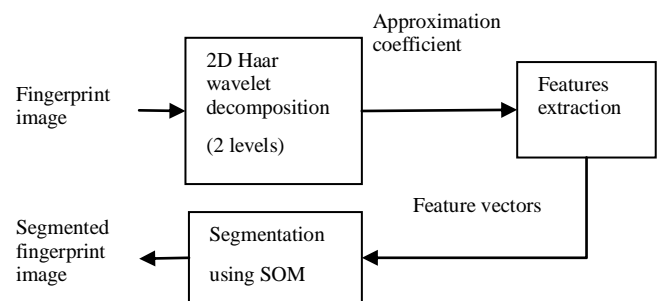 Approximation
coefficient
Fingerprint
image
2D Haar
wavelet
decomposition
(2 levels)
Features
extraction
Feature vectors
Segmentation
using SOM
Segmented
fingerprint
image